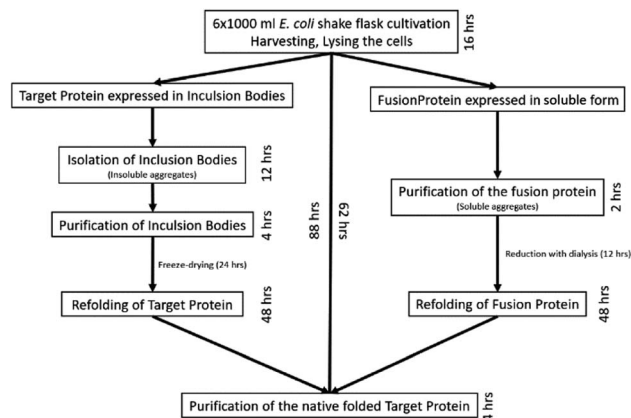 6x1000 ml E. coli shake flask cultivation
Harvesting, Lysing the cells
16 hrs
Target Protein expressed in Inculsion Bodies
FusionProtein expressed in soluble form
Isolation of Inclusion Bodies
(Insoluble aggregates)
12 hrs
Purification of the fusion protein
(Soluble aggregates)
2 hrs
Purification of Inculsion Bodies
4 hrs
88 hrs
62 hrs
Freeze-drying (24 hrs)
Reduction with dialysis (12 hrs)
Refolding of Target Protein
48 hrs
Refolding of Fusion Protein
48 hrs
Purification of the native folded Target Protein
4 hrs